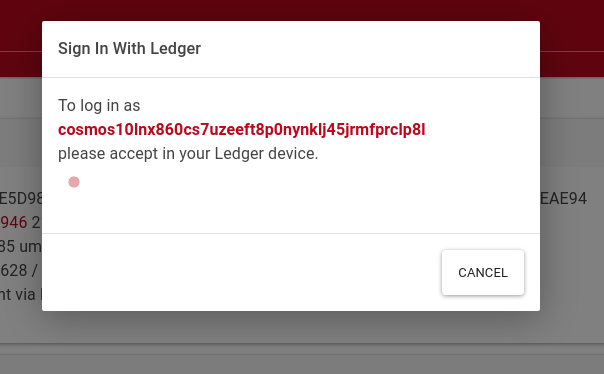 Sign In With Ledger
To log in as
cosmos10lnx860cs7uzeeft8p0nynklj45jrmfprclp8l
please accept in your Ledger device.
E5D98
EAE94
946 2
35 um
628 /
nt via
CANCEL